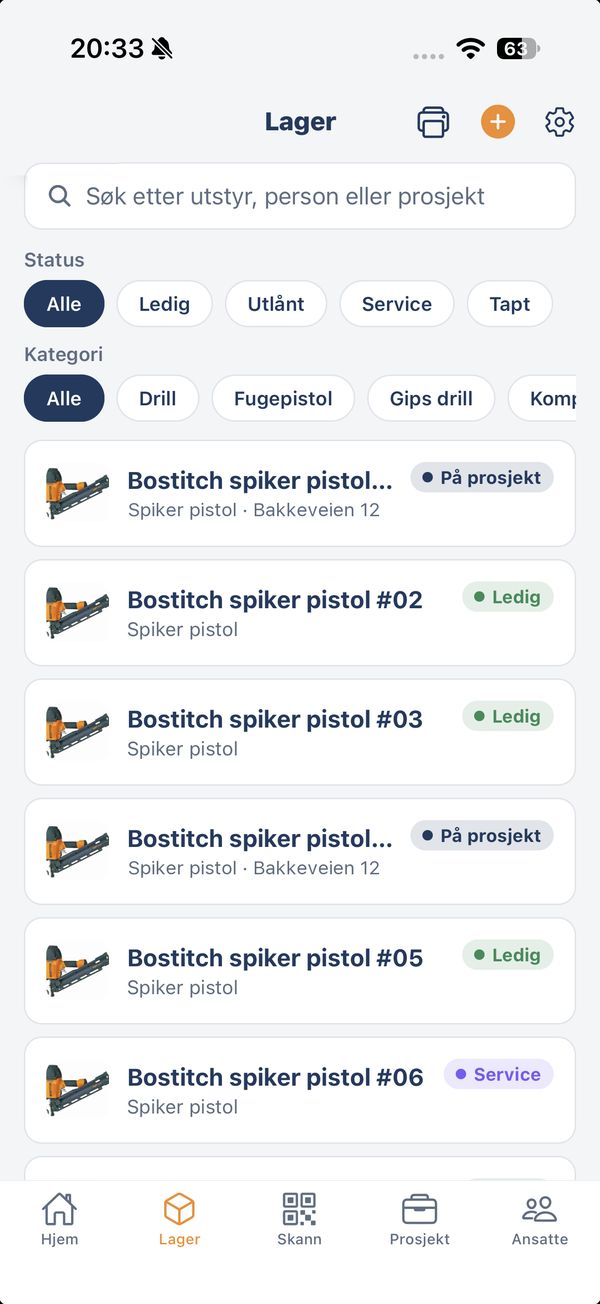 20:33
63
Lager
Søk etter utstyr, person eller prosjekt
Status
Alle Ledig Utlånt Service Tapt
Kategori
Alle Drill Fugepistol Gips drill Komp
Bostitch spiker pistol... På prosjekt
Spiker pistol · Bakkeveien 12
Bostitch spiker pistol #02 Ledig
Spiker pistol
Bostitch spiker pistol #03 Ledig
Spiker pistol
Bostitch spiker pistol... På prosjekt
Spiker pistol · Bakkeveien 12
Bostitch spiker pistol #05 Ledig
Spiker pistol
Bostitch spiker pistol #06 Service
Spiker pistol
Hjem Lager Skann Prosjekt Ansatte